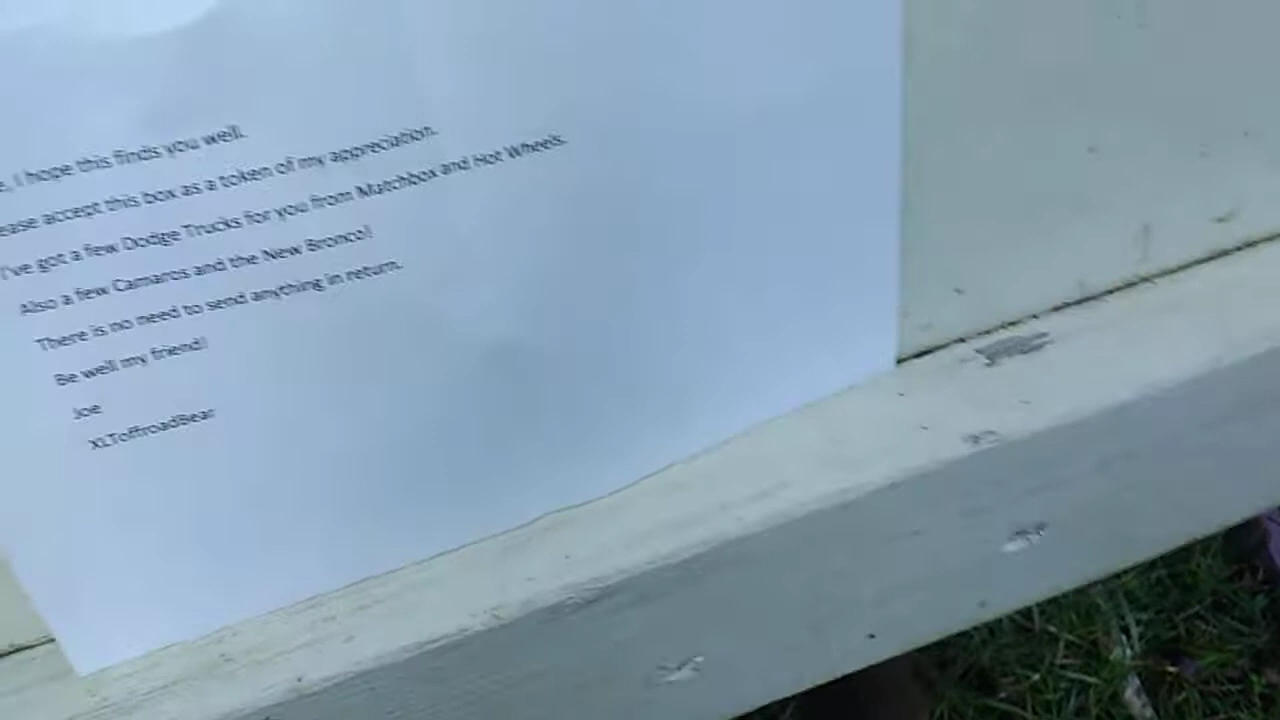 , I hope this finds you well.
ease accept this box as a token of my appreciation.
I've got a few Dodge Trucks for you from Matchbox and Hot Wheels.
Also a few Camaros and the New Bronco!
There is no need to send anything in return.
Be well my friend!
Joe
XLToffroadBear